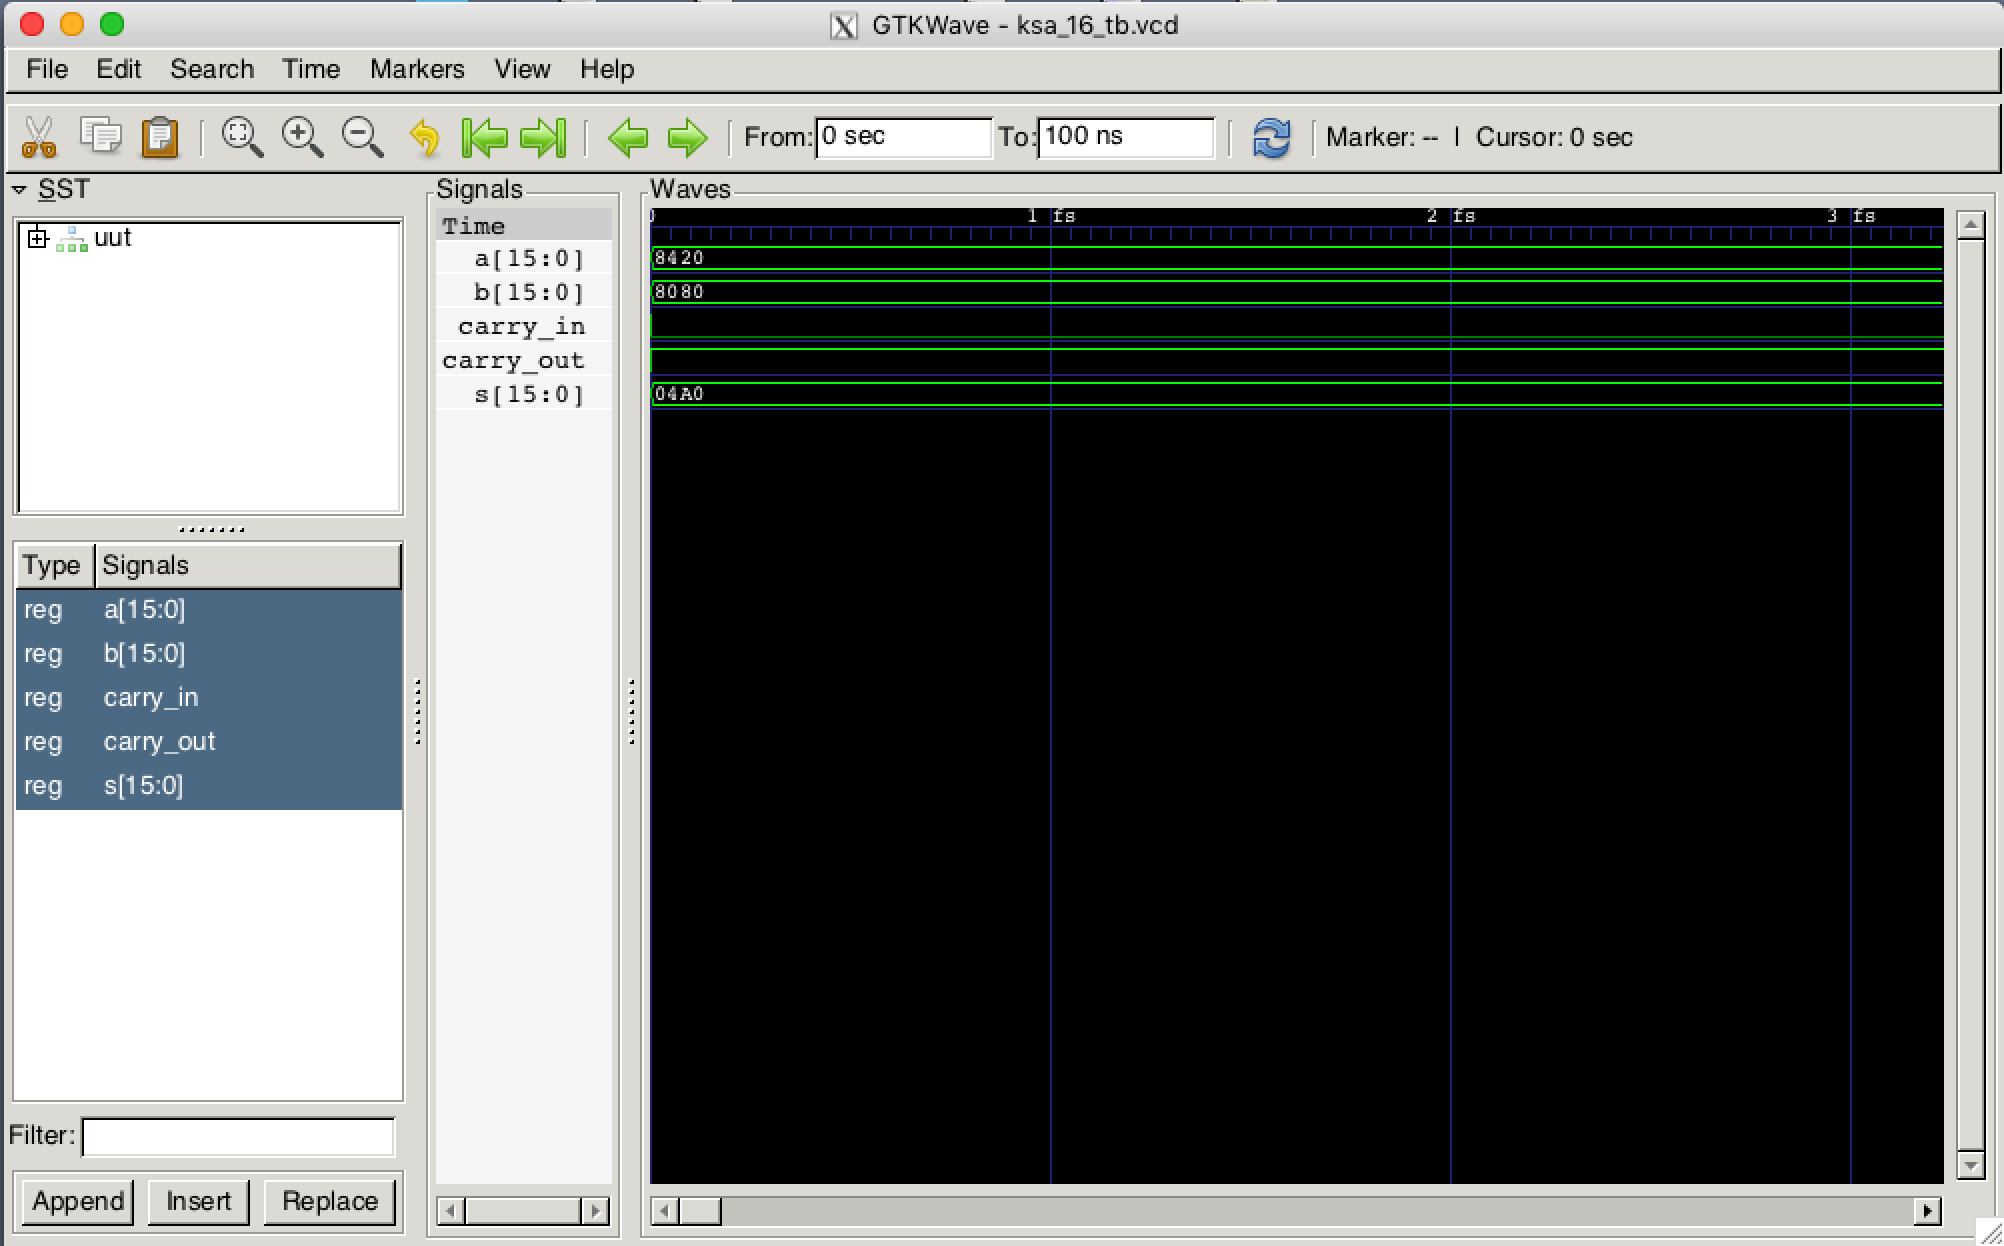 GTKWave - ksa_16_tb.vcd
File Edit Search Time Markers View Help
From: 0 sec To: 100 ns Marker: -- | Cursor: 0 sec
SST
uut
Type Signals
reg a[15:0]
reg b[15:0]
reg carry_in
reg carry_out
reg s[15:0]
Filter:
Append Insert Replace
Signals
Time
a[15:0]
b[15:0]
carry_in
carry_out
s[15:0]
Waves
0 1 fs 2 fs 3 fs
8420
8080
04A0